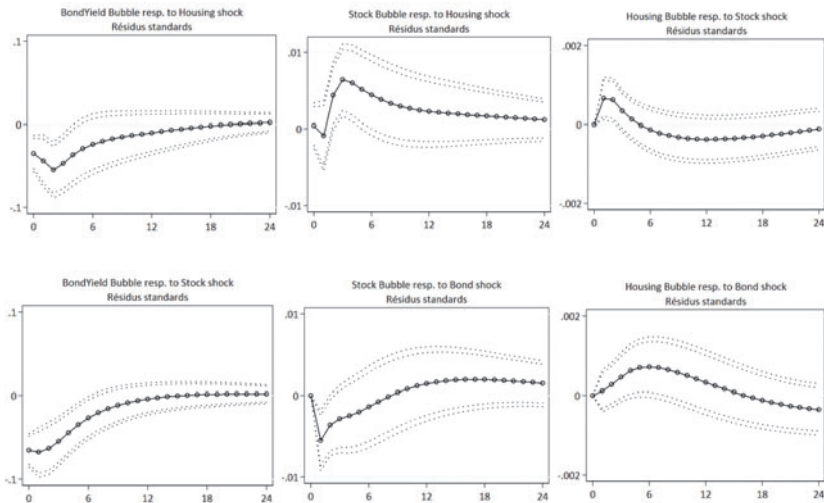 BondYield Bubble resp. to Housing shock
Résidus standards
.1
0
-.1
0 6 12 18 24
Stock Bubble resp. to Housing shock
Résidus standards
.01
0
-.01
0 6 12 18 24
Housing Bubble resp. to Stock shock
Résidus standards
.002
0
-.002
0 6 12 18 24
BondYield Bubble resp. to Stock shock
Résidus standards
.1
0
-.1
0 6 12 18 24
Stock Bubble resp. to Bond shock
Résidus standards
.01
0
-.01
0 6 12 18 24
Housing Bubble resp. to Bond shock
Résidus standards
.002
0
-.002
0 6 12 18 24